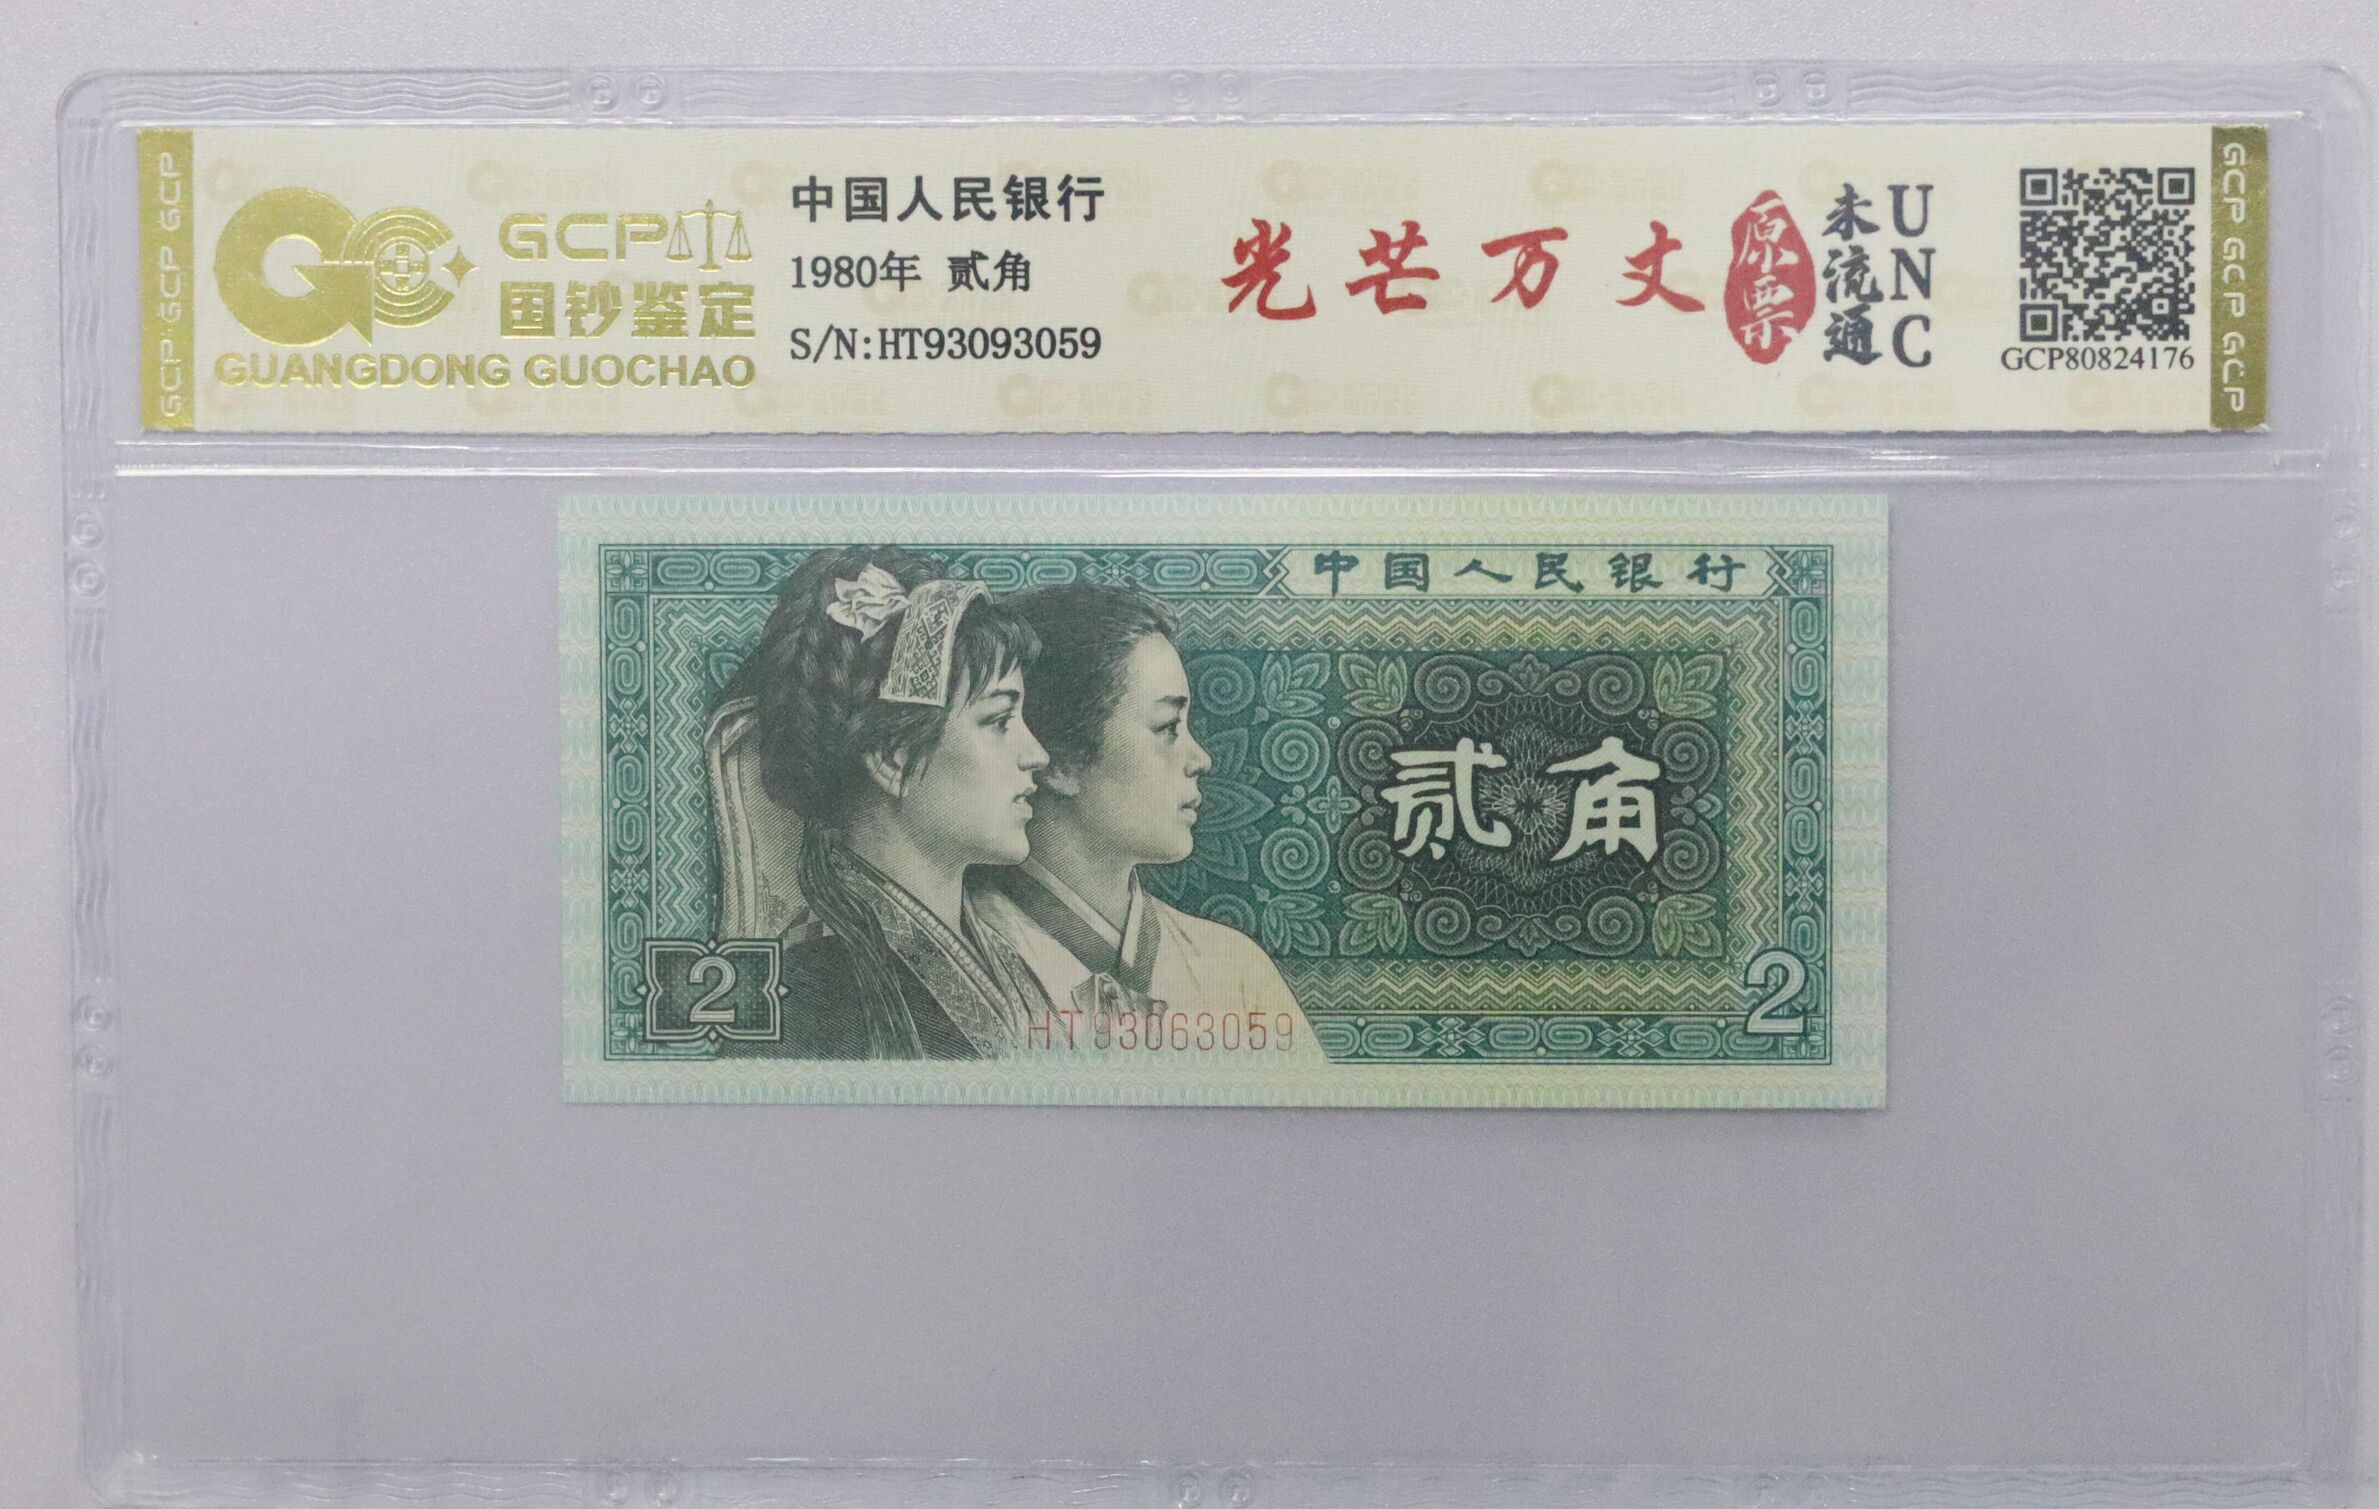 GCP GCP GCP
GCP
国钞鉴定
GUANGDONG GUOCHAO
中国人民银行
1980年 贰角
S/N:HT93093059
光芒万丈
原票
未流通
UNC
GCP80824176
GCP GCP GCP
中国人民银行
贰角
2
2
HT93063059